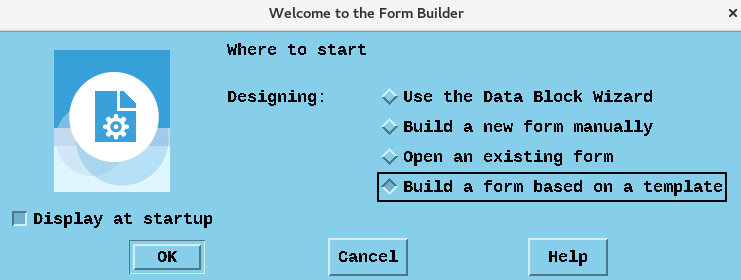 Welcome to the Form Builder
Where to start
Designing:
Use the Data Block Wizard
Build a new form manually
Open an existing form
Build a form based on a template
Display at startup
OK
Cancel
Help